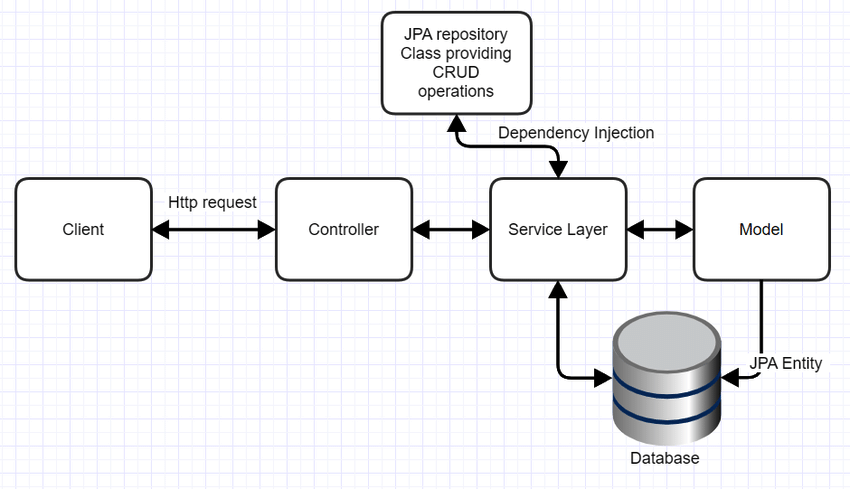 JPA repository
Class providing
CRUD
operations
Dependency Injection
Http request
Client
Controller
Service Layer
Model
JPA Entity
Database